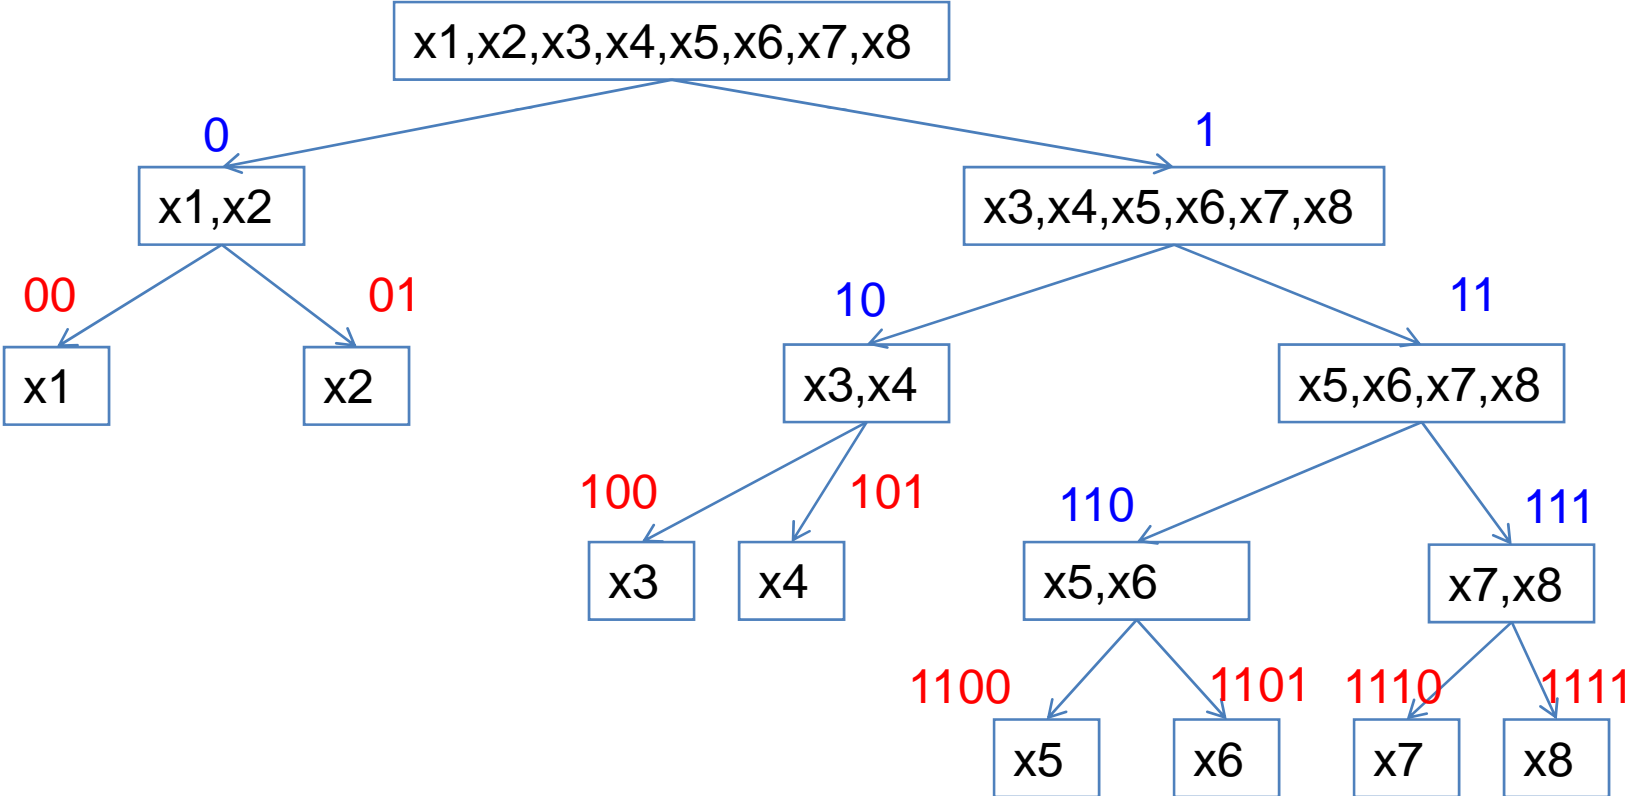 x1,x2,x3,x4,x5,x6,x7,x8
0
1
x1,x2
x3,x4,x5,x6,x7,x8
00
01
10
11
x1
x2
x3,x4
x5,x6,x7,x8
100
101
110
111
x3
x4
x5,x6
x7,x8
1100
1101
1110
1111
x5
x6
x7
x8